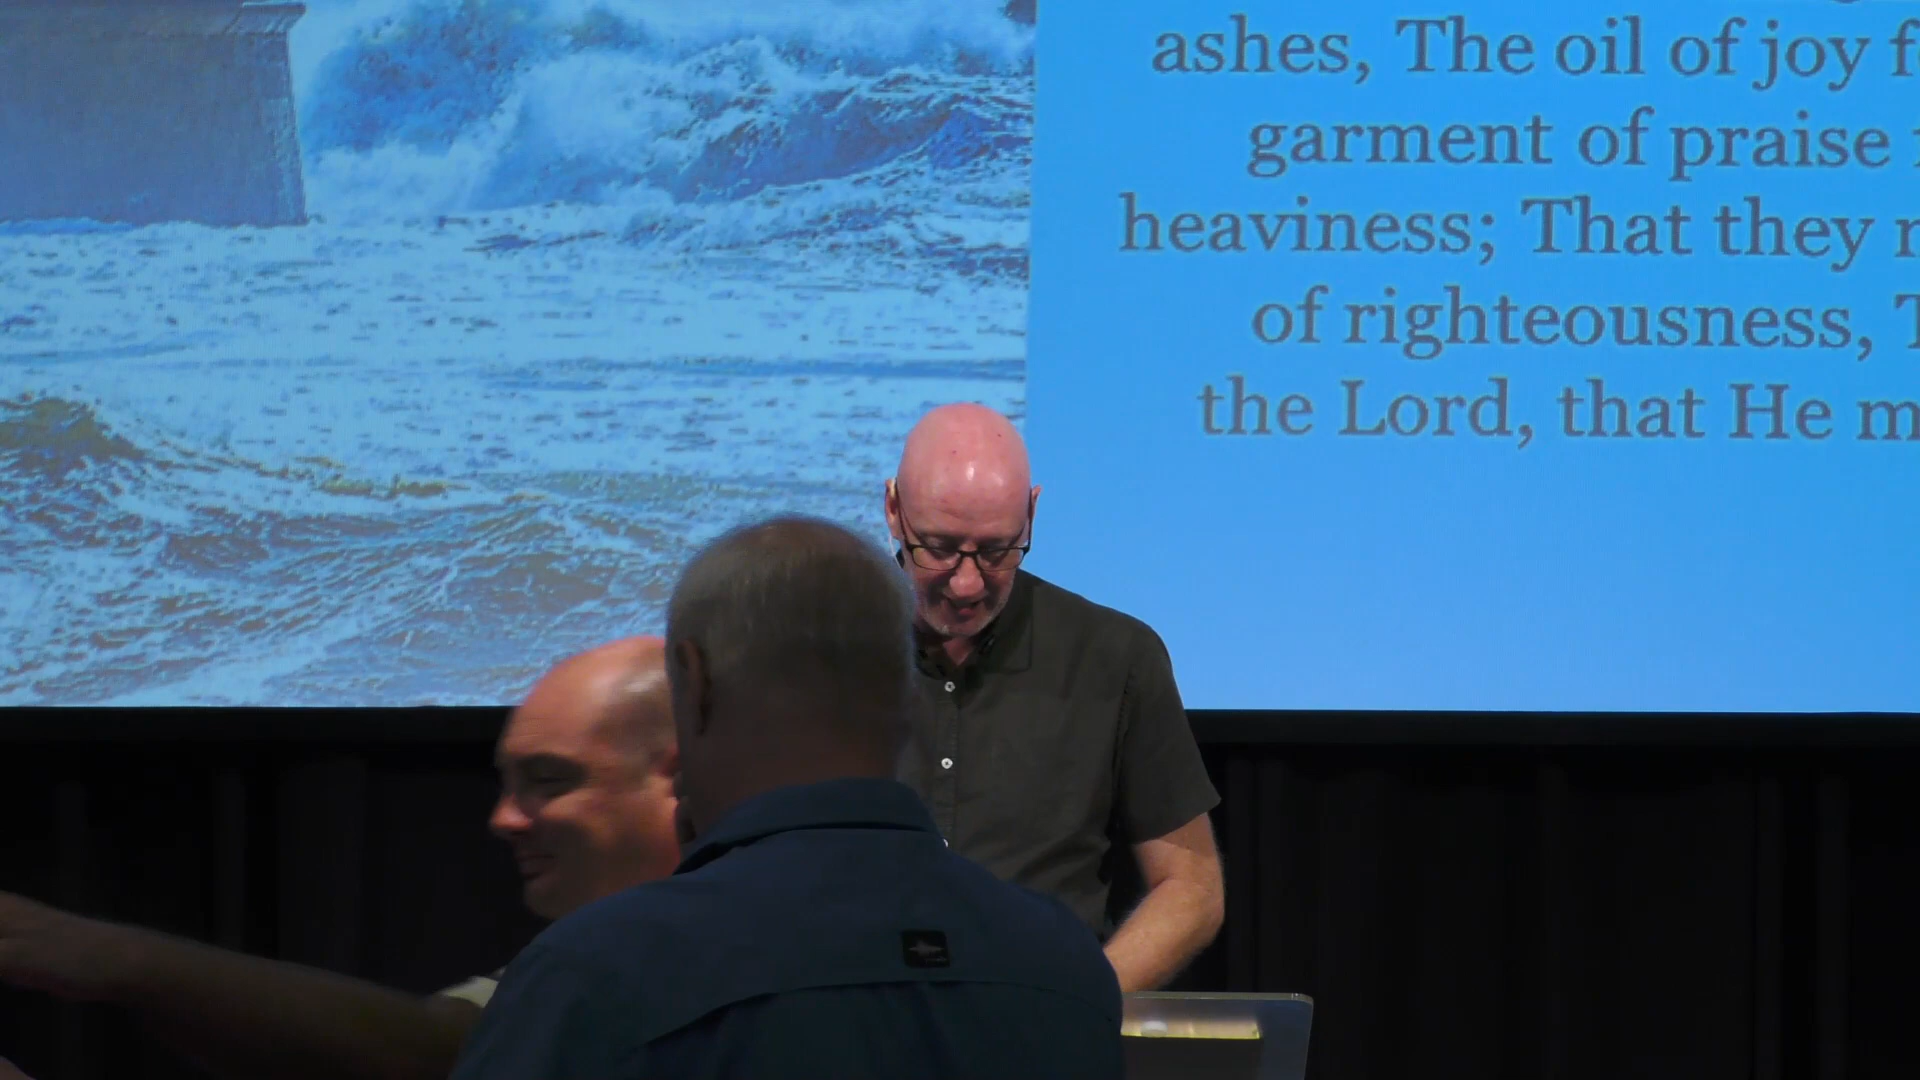 ashes, The oil of joy
garment of praise
heaviness; That they
of righteousness,
the Lord, that He